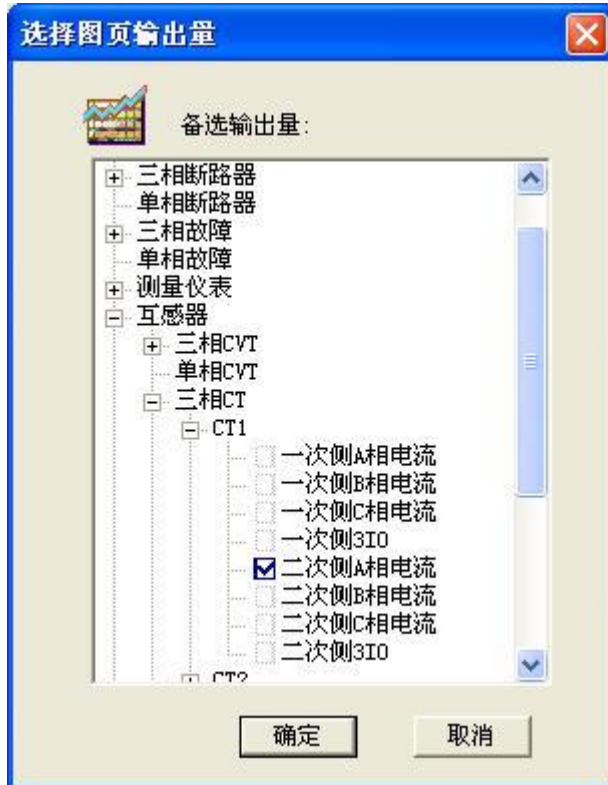 选择图页输出量
备选输出量:
三相断路器
单相断路器
三相故障
单相故障
测量仪表
互感器
三相CVT
单相CVT
三相CT
CT1
一次侧A相电流
一次侧B相电流
一次侧C相电流
一次侧3I0
二次侧A相电流
二次侧B相电流
二次侧C相电流
二次侧3I0
CT2
确定
取消